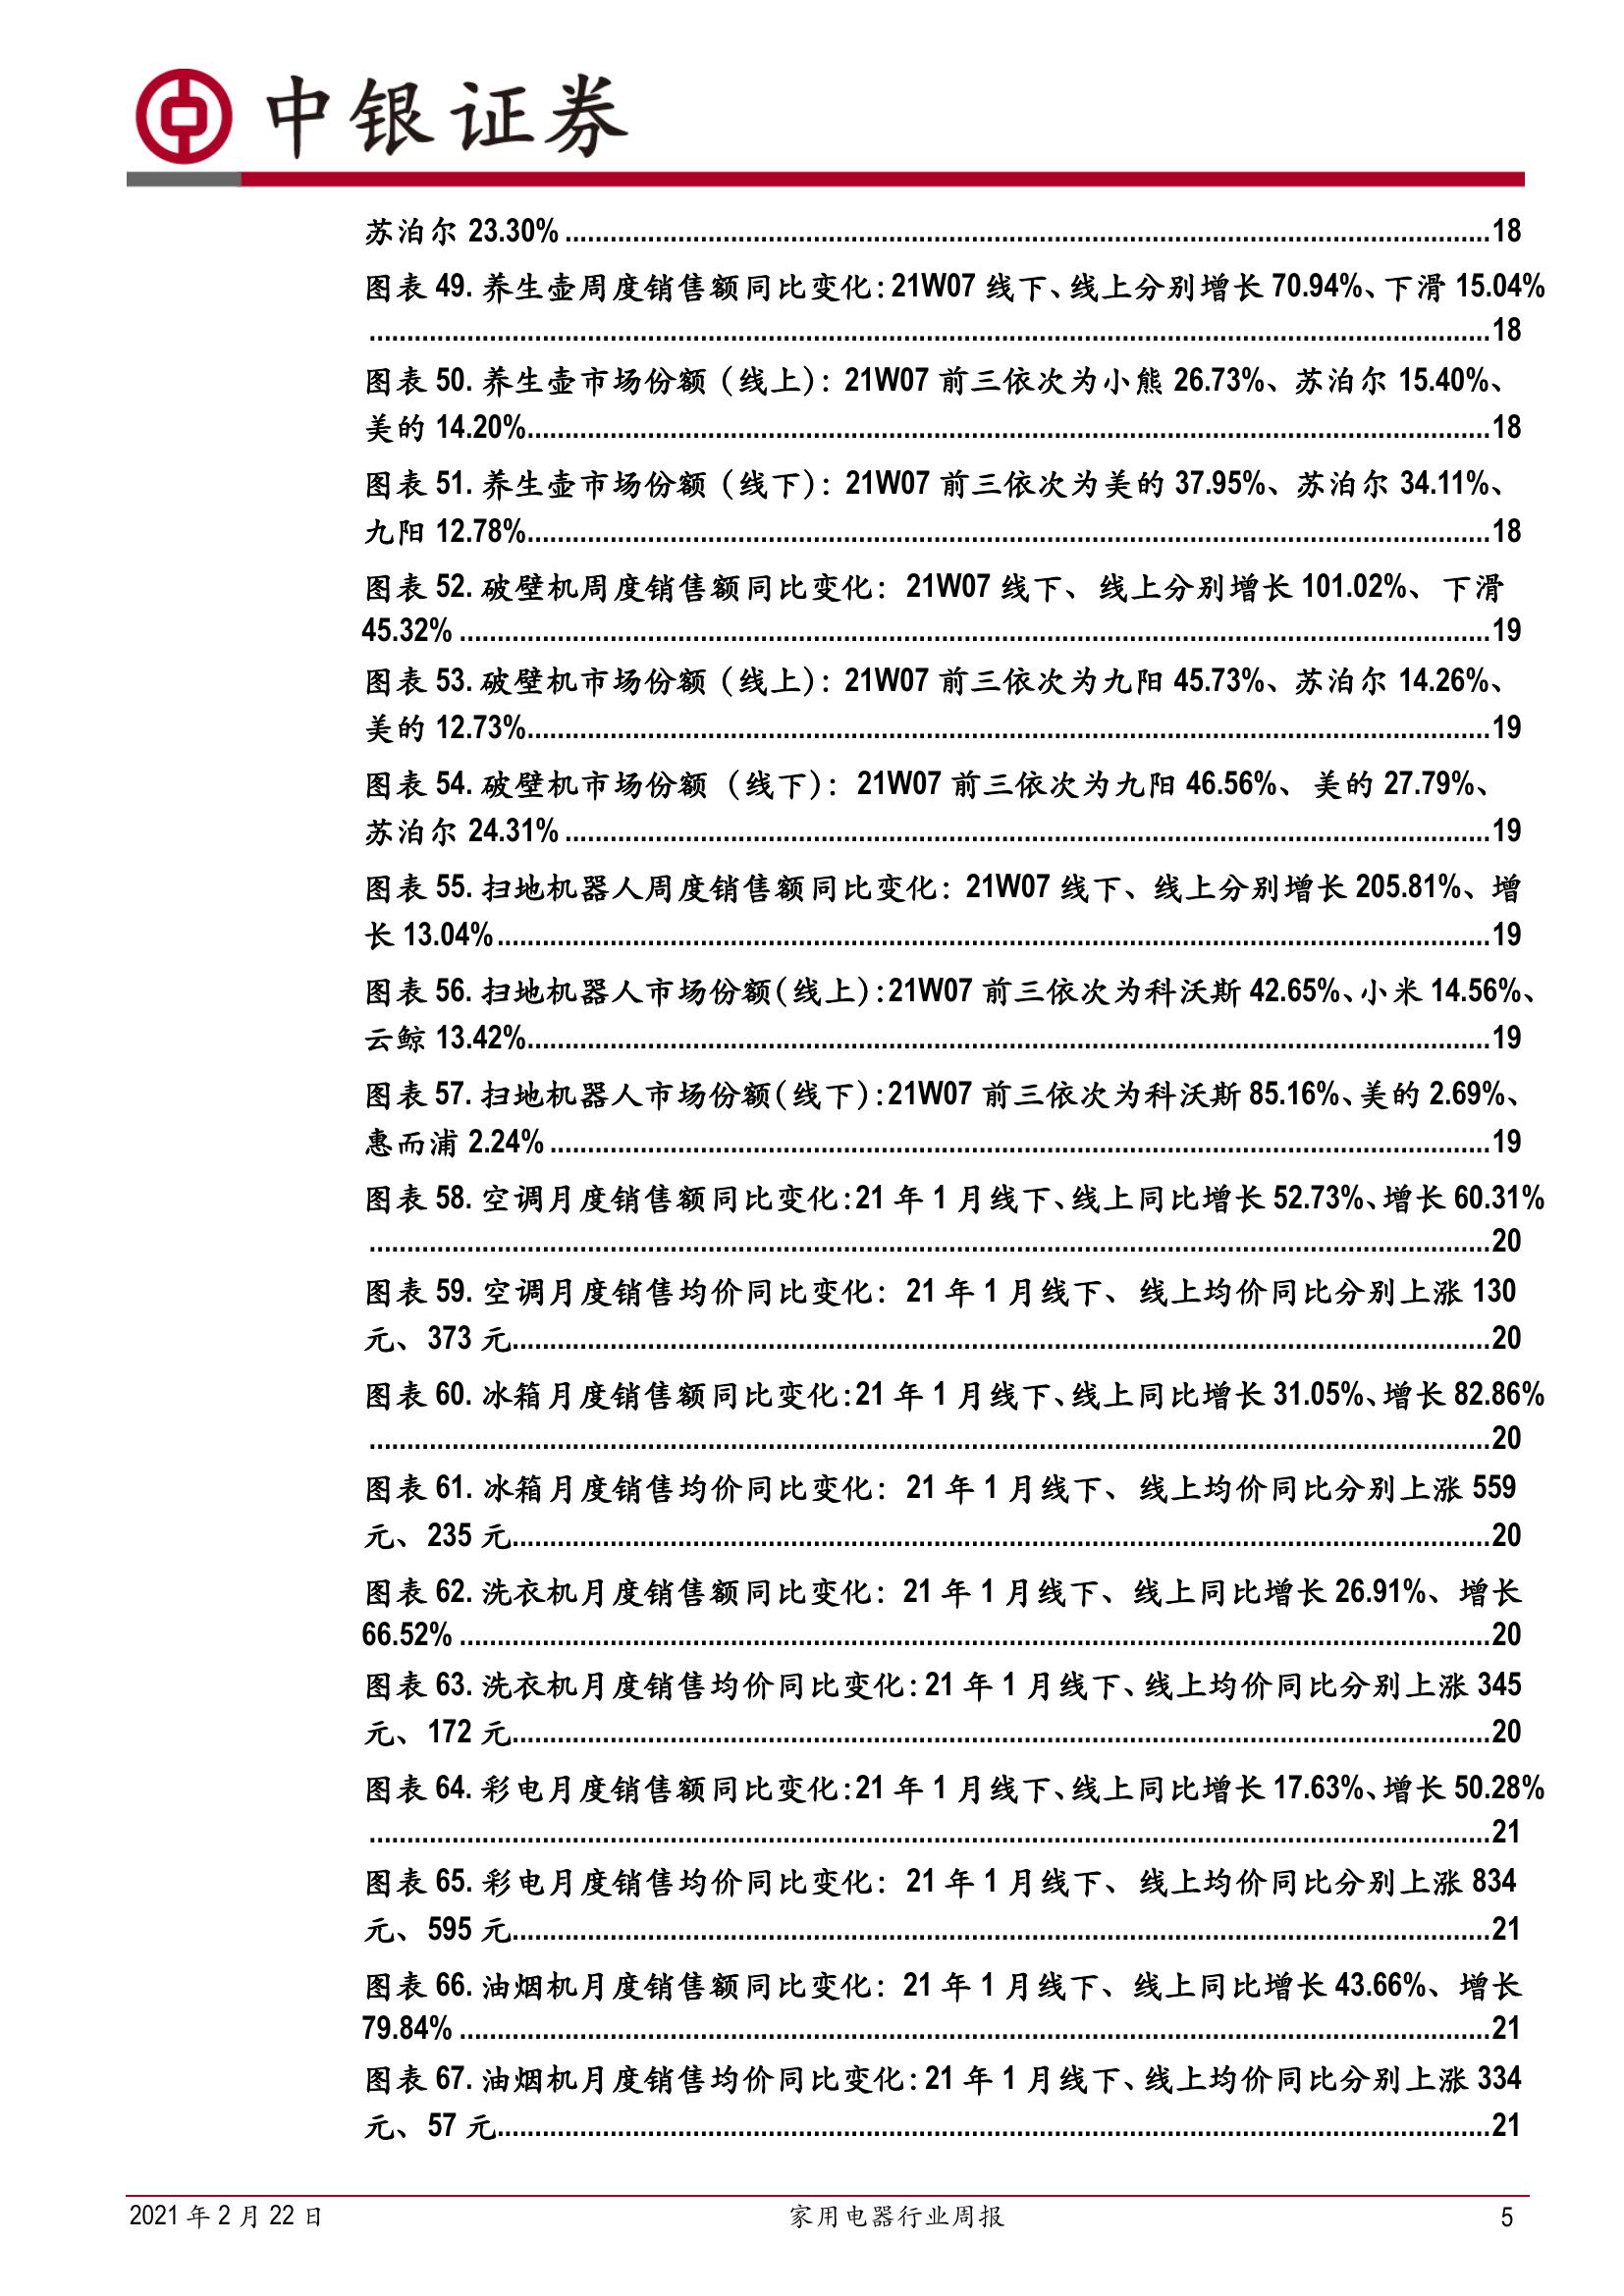 中银证券
苏泊尔 23.30%......18
图表 49. 养生壶周度销售额同比变化：21W07 线下、线上分别增长 70.94%、下滑 15.04%
......18
图表 50. 养生壶市场份额（线上）：21W07 前三依次为小熊 26.73%、苏泊尔 15.40%、
美的 14.20%......18
图表 51. 养生壶市场份额（线下）：21W07 前三依次为美的 37.95%、苏泊尔 34.11%、
九阳 12.78%......18
图表 52. 破壁机周度销售额同比变化：21W07 线下、线上分别增长 101.02%、下滑
45.32%......19
图表 53. 破壁机市场份额（线上）：21W07 前三依次为九阳 45.73%、苏泊尔 14.26%、
美的 12.73%......19
图表 54. 破壁机市场份额（线下）：21W07 前三依次为九阳 46.56%、美的 27.79%、
苏泊尔 24.31%......19
图表 55. 扫地机器人周度销售额同比变化：21W07 线下、线上分别增长 205.81%、增
长 13.04%......19
图表 56. 扫地机器人市场份额（线上）：21W07 前三依次为科沃斯 42.65%、小米 14.56%、
云鲸 13.42%......19
图表 57. 扫地机器人市场份额（线下）：21W07 前三依次为科沃斯 85.16%、美的 2.69%、
惠而浦 2.24%......19
图表 58. 空调月度销售额同比变化：21 年 1 月线下、线上同比增长 52.73%、增长 60.31%
......20
图表 59. 空调月度销售均价同比变化：21 年 1 月线下、线上均价同比分别上涨 130
元、373 元......20
图表 60. 冰箱月度销售额同比变化：21 年 1 月线下、线上同比增长 31.05%、增长 82.86%
......20
图表 61. 冰箱月度销售均价同比变化：21 年 1 月线下、线上均价同比分别上涨 559
元、235 元......20
图表 62. 洗衣机月度销售额同比变化：21 年 1 月线下、线上同比增长 26.91%、增长
66.52%......20
图表 63. 洗衣机月度销售均价同比变化：21 年 1 月线下、线上均价同比分别上涨 345
元、172 元......20
图表 64. 彩电月度销售额同比变化：21 年 1 月线下、线上同比增长 17.63%、增长 50.28%
......21
图表 65. 彩电月度销售均价同比变化：21 年 1 月线下、线上均价同比分别上涨 834
元、595 元......21
图表 66. 油烟机月度销售额同比变化：21 年 1 月线下、线上同比增长 43.66%、增长
79.84%......21
图表 67. 油烟机月度销售均价同比变化：21 年 1 月线下、线上均价同比分别上涨 334
元、57 元......21
2021 年 2 月 22 日 家用电器行业周报 5